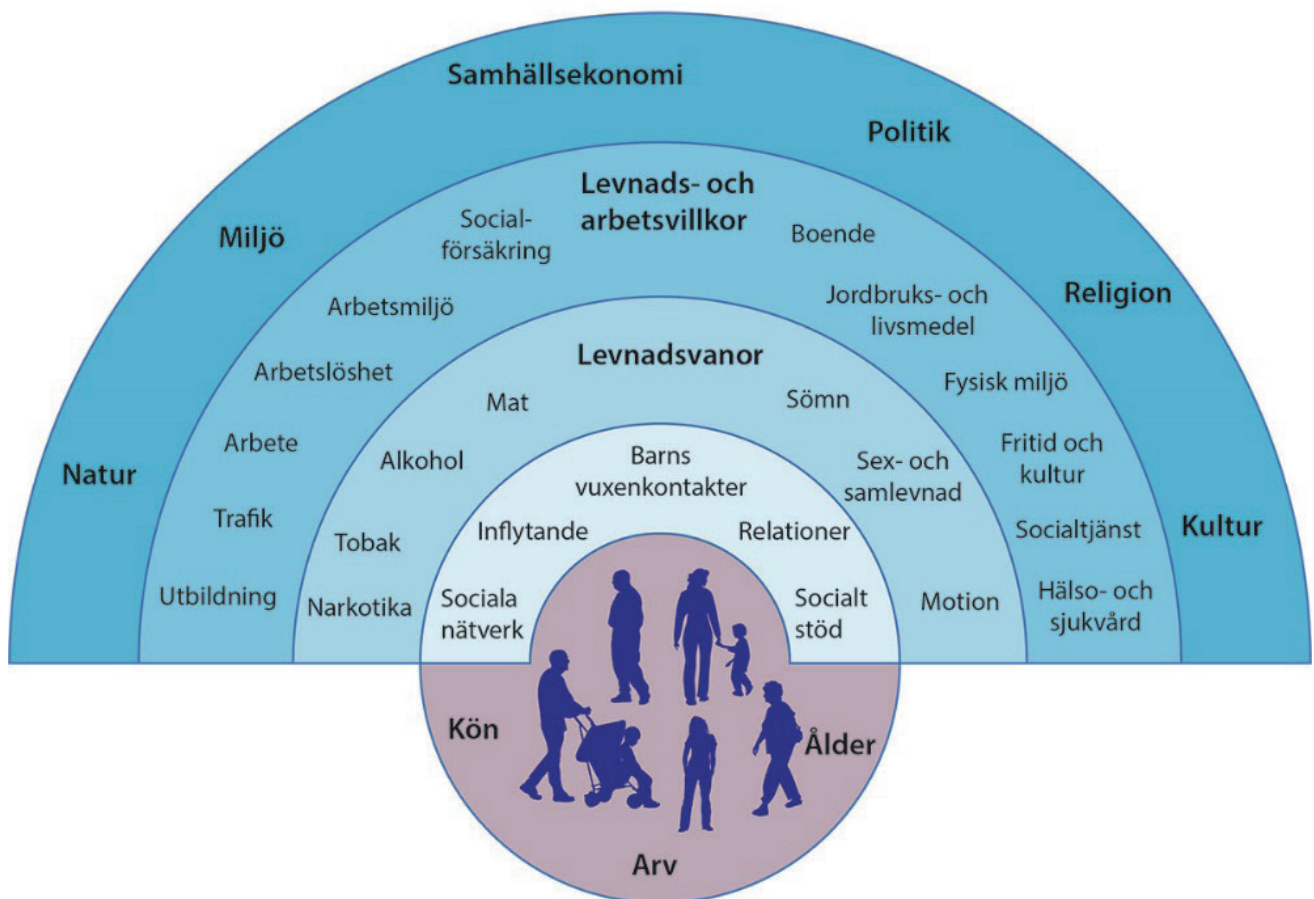 Samhällsekonomi
Politik
Miljö
Religion
Natur
Kultur
Levnads- och
arbetsvillkor
Social-
försäkring
Boende
Arbetsmiljö
Jordbruks- och
livsmedel
Arbetslöshet
Fysisk miljö
Arbete
Fritid och
kultur
Trafik
Socialtjänst
Utbildning
Hälso- och
sjukvård
Levnadsvanor
Mat
Sömn
Alkohol
Sex- och
samlevnad
Tobak
Narkotika
Motion
Barns
vuxenkontakter
Inflytande
Relationer
Sociala
nätverk
Socialt
stöd
Kön
Ålder
Arv